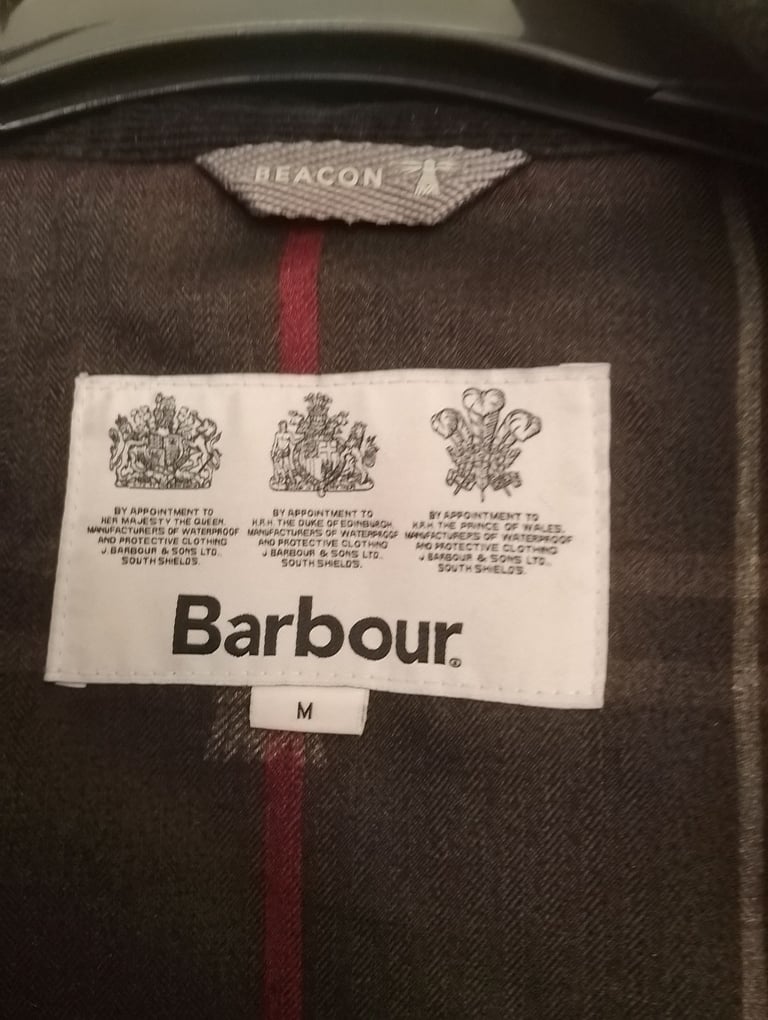 BEACON
BY APPOINTMENT TO
HER MAJESTY THE QUEEN,
MANUFACTURERS OF WATERPROOF
AND PROTECTIVE CLOTHING
J. BARBOUR & SONS LTD.,
SOUTH SHIELDS.
BY APPOINTMENT TO
H.R.H. THE DUKE OF EDINBURGH,
MANUFACTURERS OF WATERPROOF
AND PROTECTIVE CLOTHING
J. BARBOUR & SONS LTD.,
SOUTH SHIELDS.
BY APPOINTMENT TO
H.R.H. THE PRINCE OF WALES,
MANUFACTURERS OF WATERPROOF
AND PROTECTIVE CLOTHING
J. BARBOUR & SONS LTD.,
SOUTH SHIELDS.
Barbour®
M